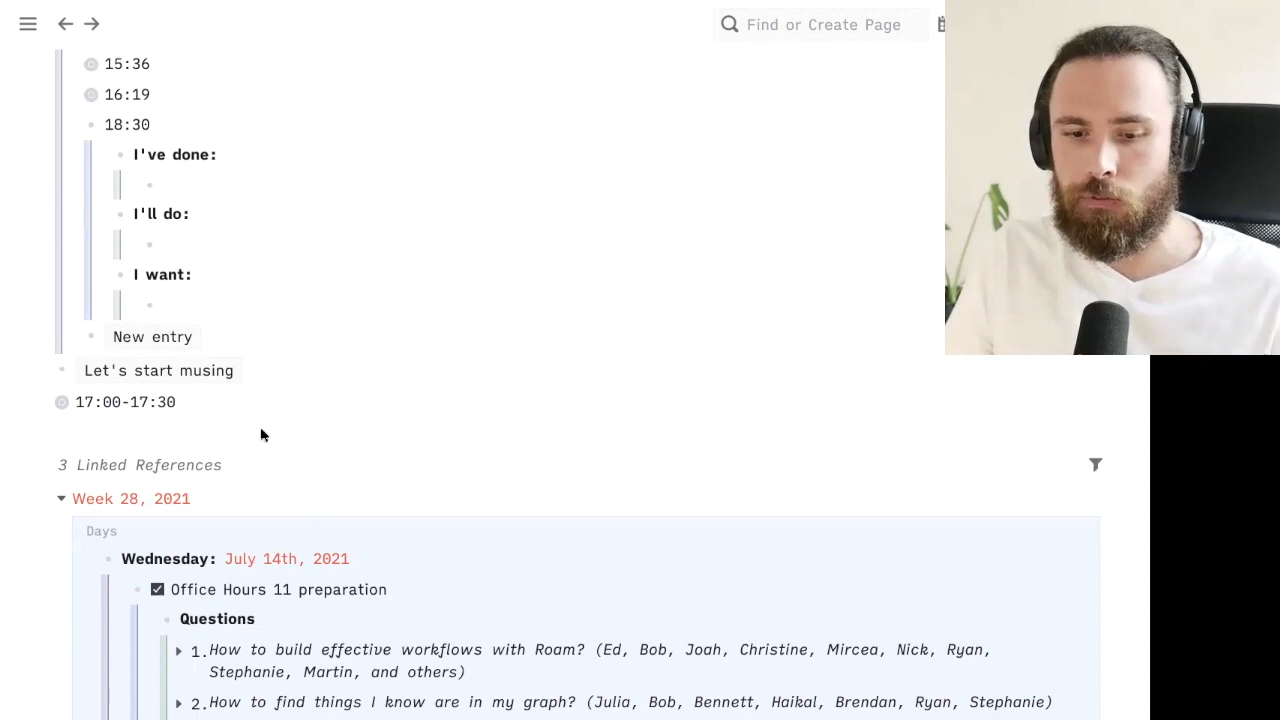 Find or Create Page
15:36
16:19
18:30
I've done:
I'll do:
I want:
New entry
Let's start musing
17:00-17:30
3 Linked References
Week 28, 2021
Days
Wednesday: July 14th, 2021
Office Hours 11 preparation
Questions
1. How to build effective workflows with Roam? (Ed, Bob, Joah, Christine, Mircea, Nick, Ryan,
Stephanie, Martin, and others)
2. How to find things I know are in my graph? (Julia, Bob, Bennett, Haikal, Brendan, Ryan, Stephanie)